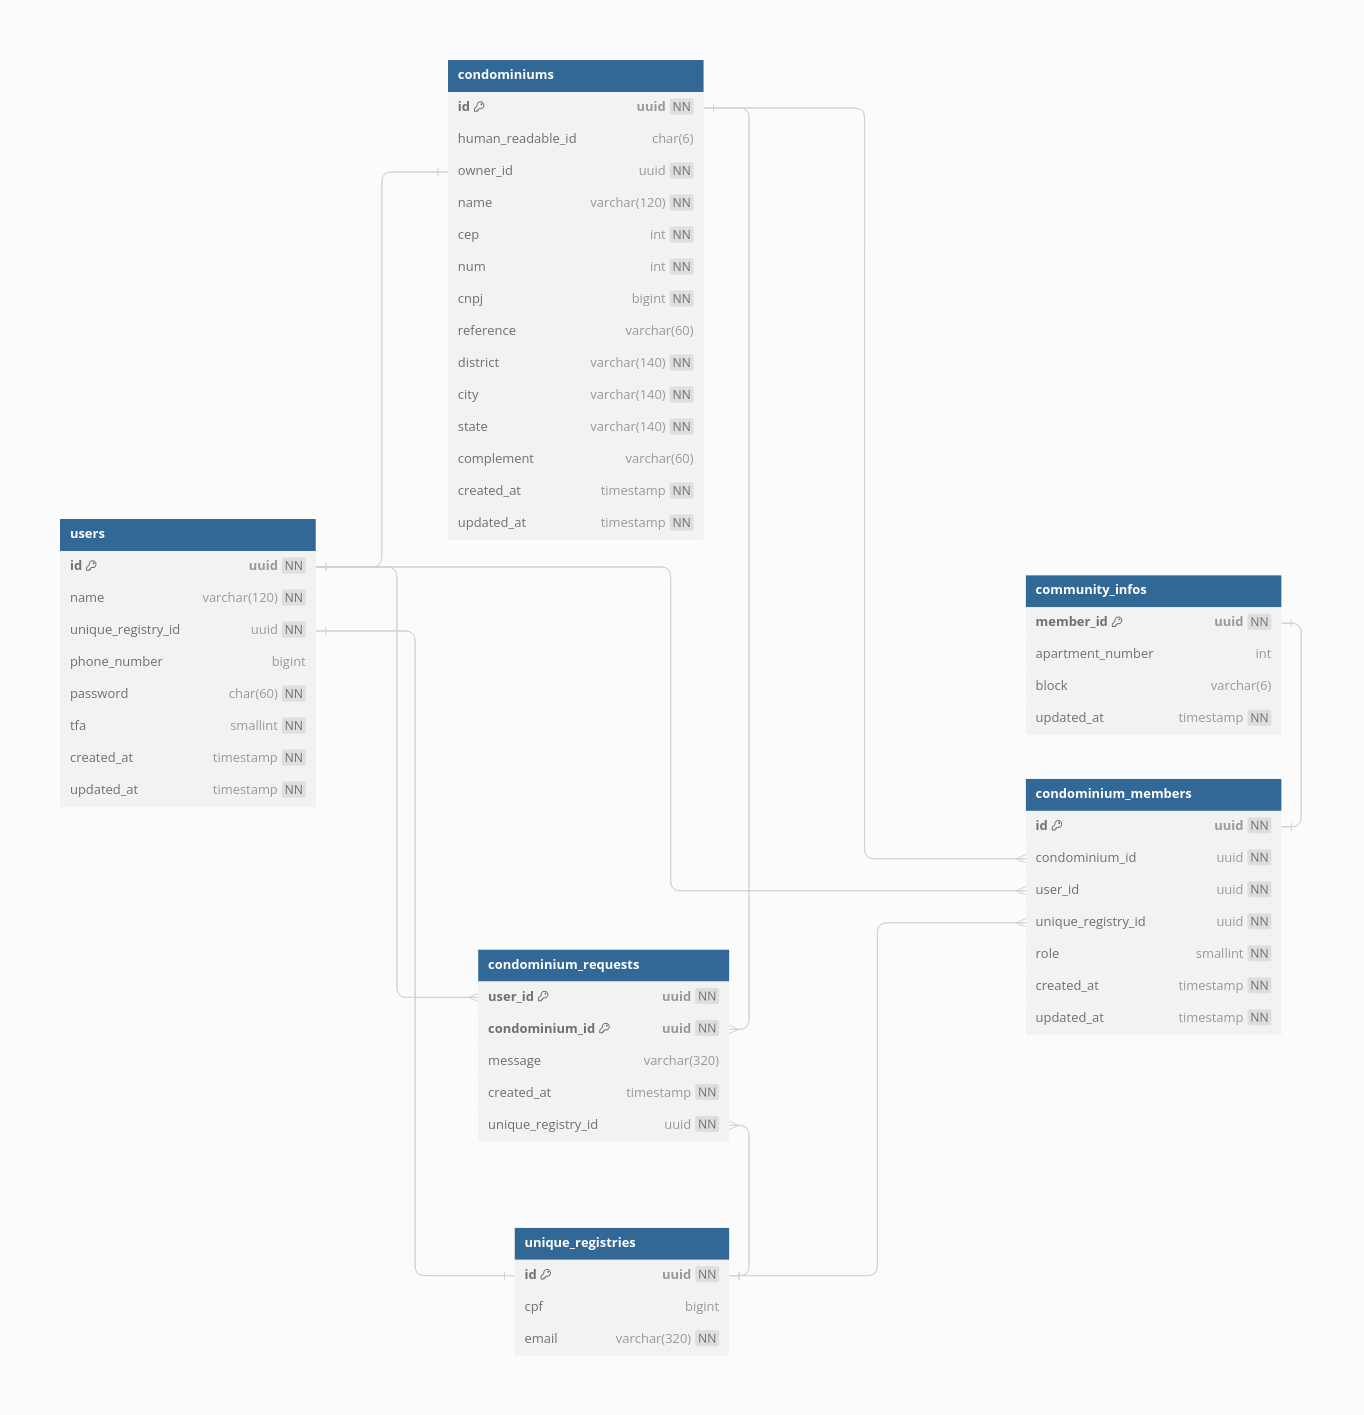 condominiums
id uuid NN
human_readable_id char(6)
owner_id uuid NN
name varchar(120) NN
cep int NN
num int NN
cnpj bigint NN
reference varchar(60)
district varchar(140) NN
city varchar(140) NN
state varchar(140) NN
complement varchar(60)
created_at timestamp NN
updated_at timestamp NN
users
id uuid NN
name varchar(120) NN
unique_registry_id uuid NN
phone_number bigint
password char(60) NN
tfa smallint NN
created_at timestamp NN
updated_at timestamp NN
community_infos
member_id uuid NN
apartment_number int
block varchar(6)
updated_at timestamp NN
condominium_members
id uuid NN
condominium_id uuid NN
user_id uuid NN
unique_registry_id uuid NN
role smallint NN
created_at timestamp NN
updated_at timestamp NN
condominium_requests
user_id uuid NN
condominium_id uuid NN
message varchar(320)
created_at timestamp NN
unique_registry_id uuid NN
unique_registries
id uuid NN
cpf bigint
email varchar(320) NN